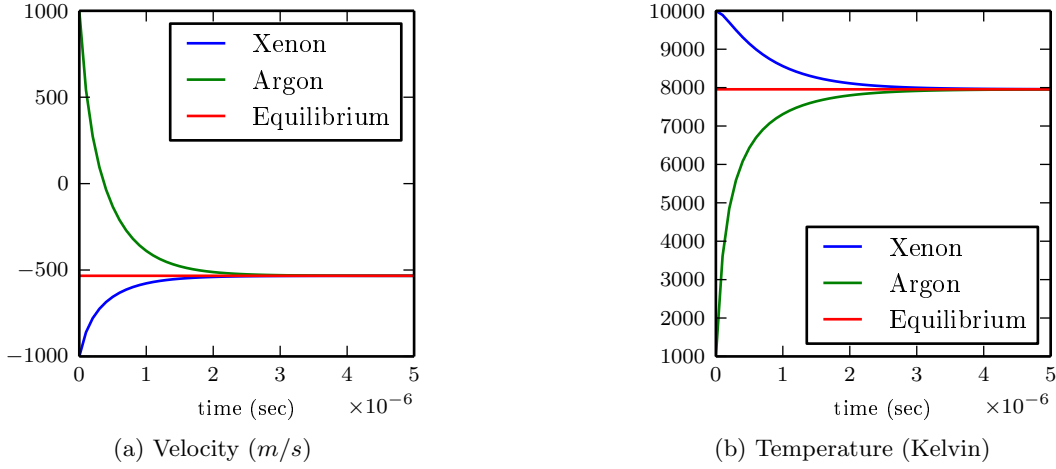 1000
500
0
−500
−1000
0 1 2 3 4 5
×10⁻⁶
time (sec)
Xenon
Argon
Equilibrium
(a) Velocity (m/s)
10000
9000
8000
7000
6000
5000
4000
3000
2000
1000
0 1 2 3 4 5
×10⁻⁶
time (sec)
Xenon
Argon
Equilibrium
(b) Temperature (Kelvin)